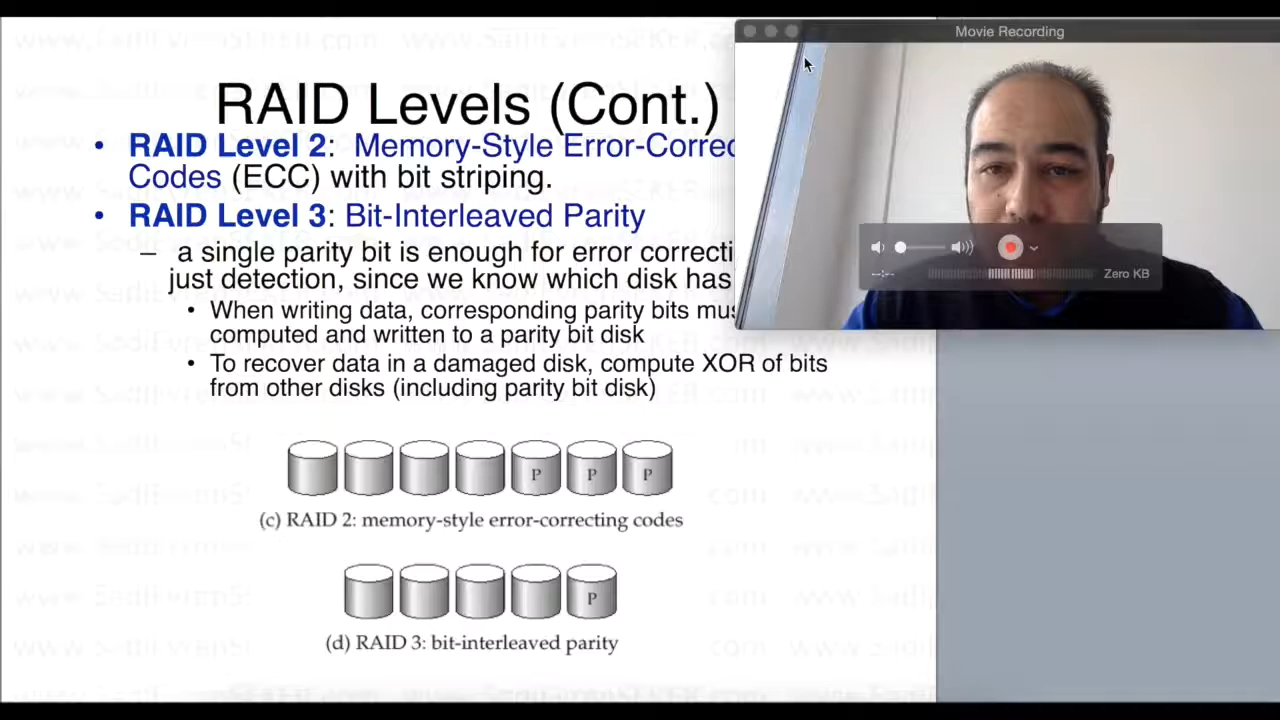 RAID Levels (Cont.)
• RAID Level 2: Memory-Style Error-Correc
Codes (ECC) with bit striping.
• RAID Level 3: Bit-Interleaved Parity
– a single parity bit is enough for error correcti
just detection, since we know which disk has
• When writing data, corresponding parity bits mus
computed and written to a parity bit disk
• To recover data in a damaged disk, compute XOR of bits
from other disks (including parity bit disk)
P P P
(c) RAID 2: memory-style error-correcting codes
P
(d) RAID 3: bit-interleaved parity
Movie Recording
--:-- Zero KB
www.SadiEvrenSEKER.com